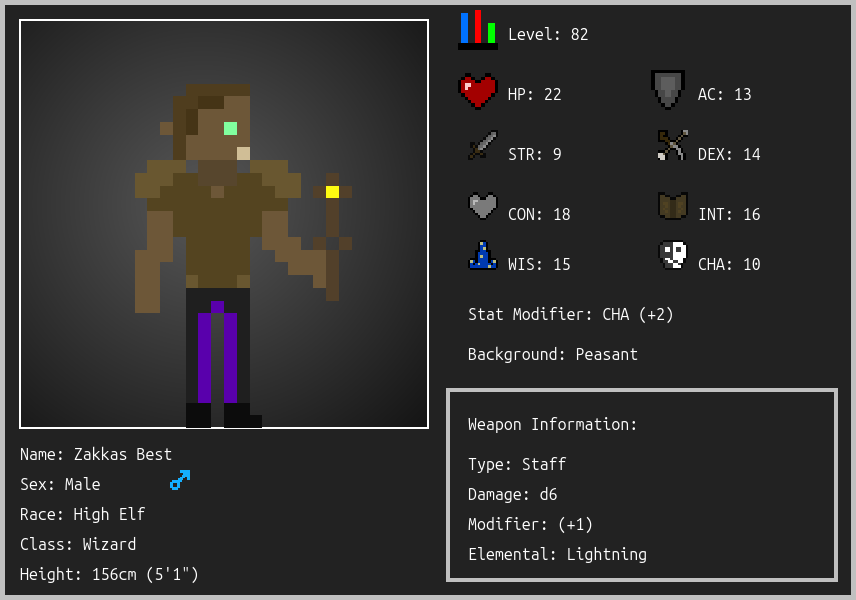 Level: 82
HP: 22
AC: 13
STR: 9
DEX: 14
CON: 18
INT: 16
WIS: 15
CHA: 10
Stat Modifier: CHA (+2)
Background: Peasant
Weapon Information:
Type: Staff
Damage: d6
Modifier: (+1)
Elemental: Lightning
Name: Zakkas Best
Sex: Male
Race: High Elf
Class: Wizard
Height: 156cm (5'1")